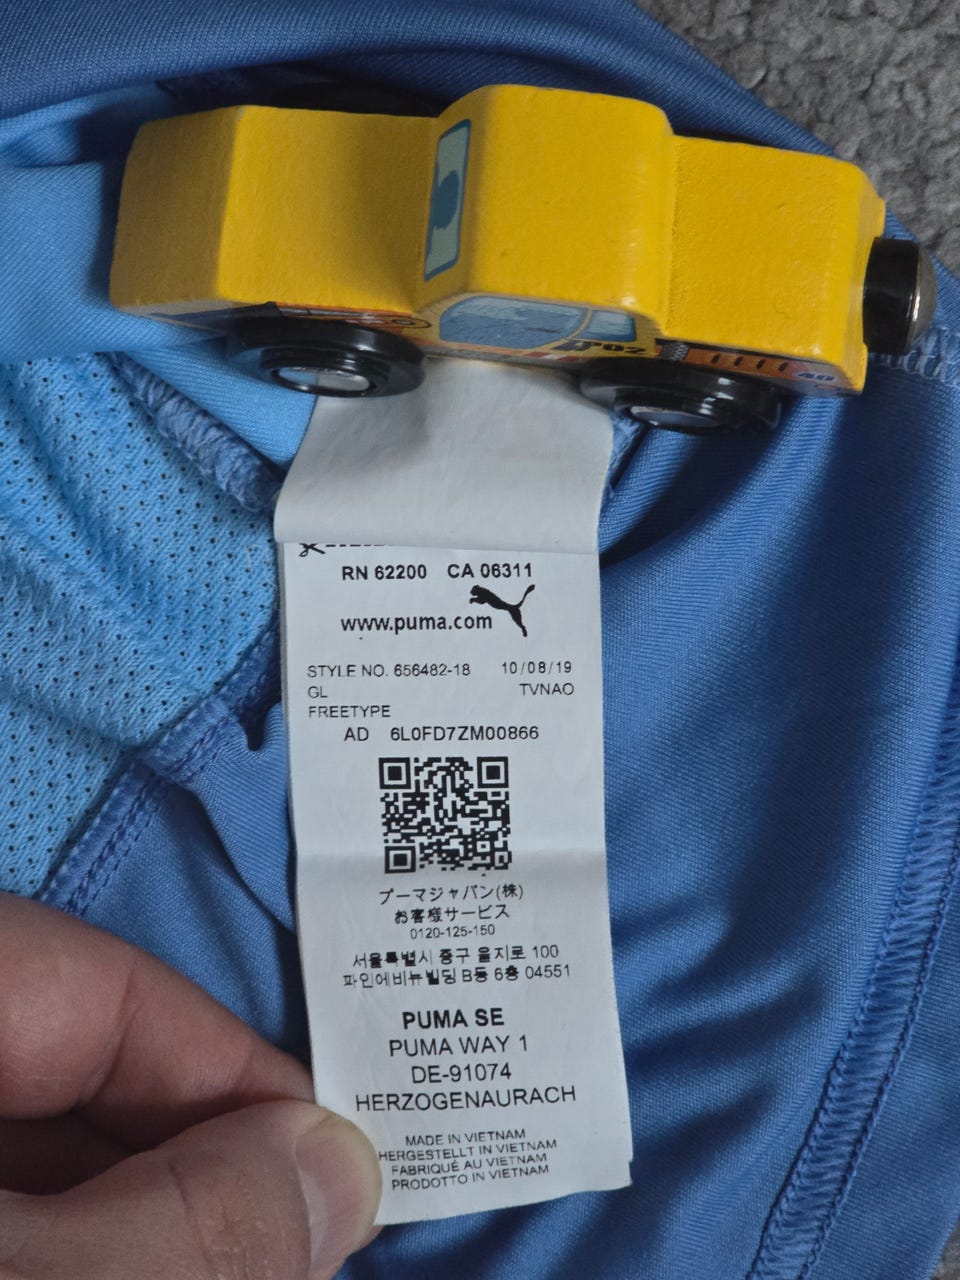 RN 62200 CA 06311
www.puma.com
STYLE NO. 656482-18 10/08/19
GL TVNAO
FREETYPE
AD 6L0FD7ZM00866
プーマジャパン(株)
お客様サービス
0120-125-150
서울특별시 중구 을지로 100
파인에비뉴빌딩 B동 6층 04551
PUMA SE
PUMA WAY 1
DE-91074
HERZOGENAURACH
MADE IN VIETNAM
HERGESTELLT IN VIETNAM
FABRIQUÉ AU VIETNAM
PRODOTTO IN VIETNAM